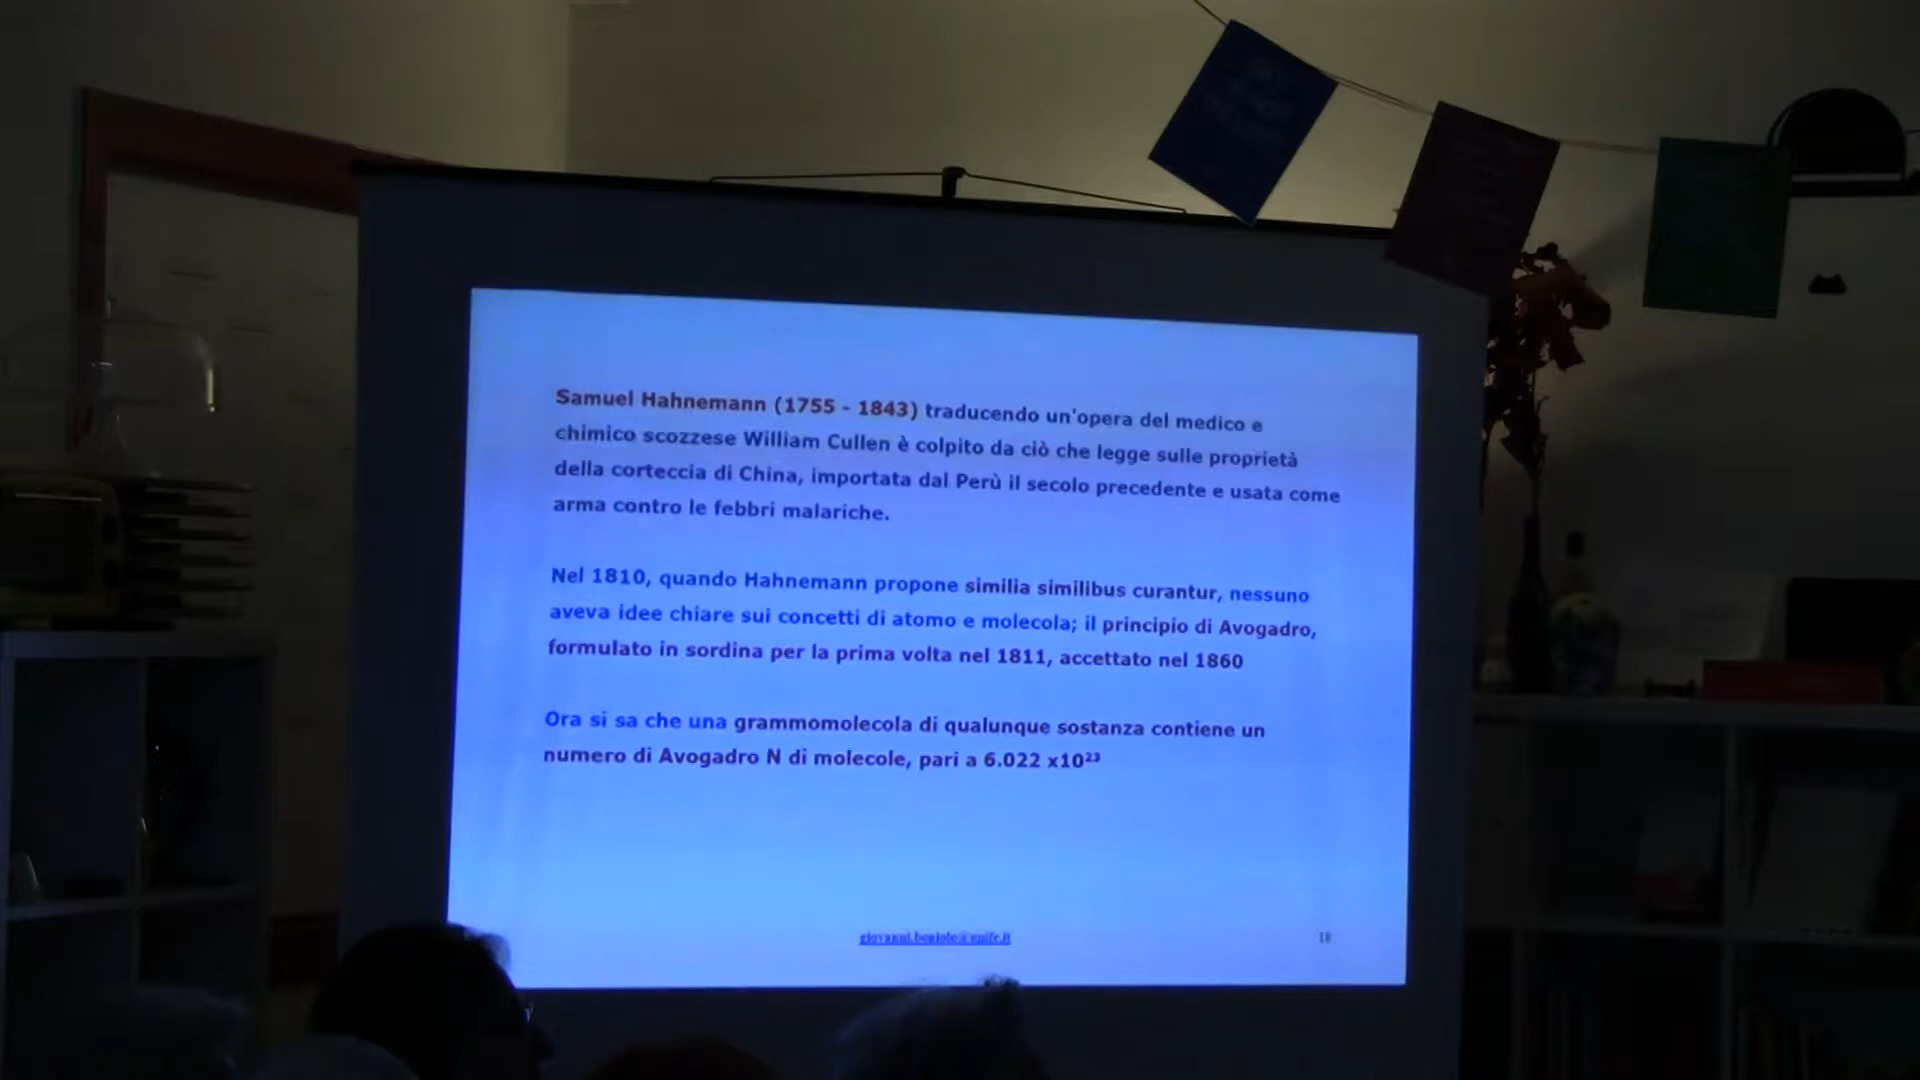 Samuel Hahnemann (1755 - 1843) traducendo un'opera del medico e
chimico scozzese William Cullen è colpito da ciò che legge sulle proprietà
della corteccia di China, importata dal Perù il secolo precedente e usata come
arma contro le febbri malariche.
Nel 1810, quando Hahnemann propone similia similibus curantur, nessuno
aveva idee chiare sui concetti di atomo e molecola; il principio di Avogadro,
formulato in sordina per la prima volta nel 1811, accettato nel 1860
Ora si sa che una grammomolecola di qualunque sostanza contiene un
numero di Avogadro N di molecole, pari a 6.022 x10²³
giovanni.boniolo@unife.it
18